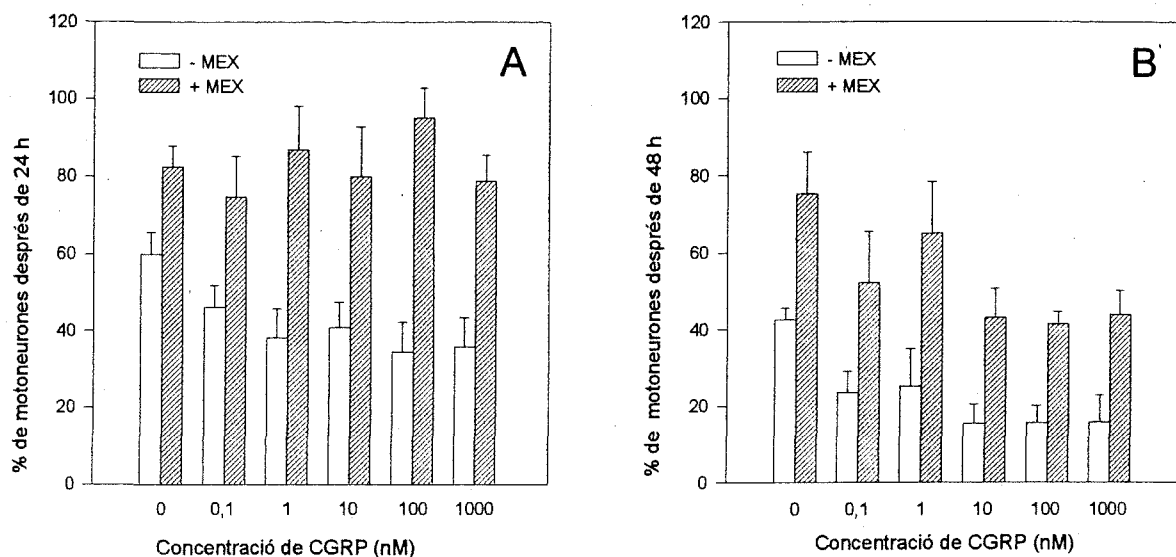 120
100
80
60
40
20
0
% de motoneurones després de 24 h
- MEX
+ MEX
A
0 0,1 1 10 100 1000
Concentració de CGRP (nM)
120
100
80
60
40
20
0
% de motoneurones després de 48 h
- MEX
+ MEX
B
0 0,1 1 10 100 1000
Concentració de CGRP (nM)